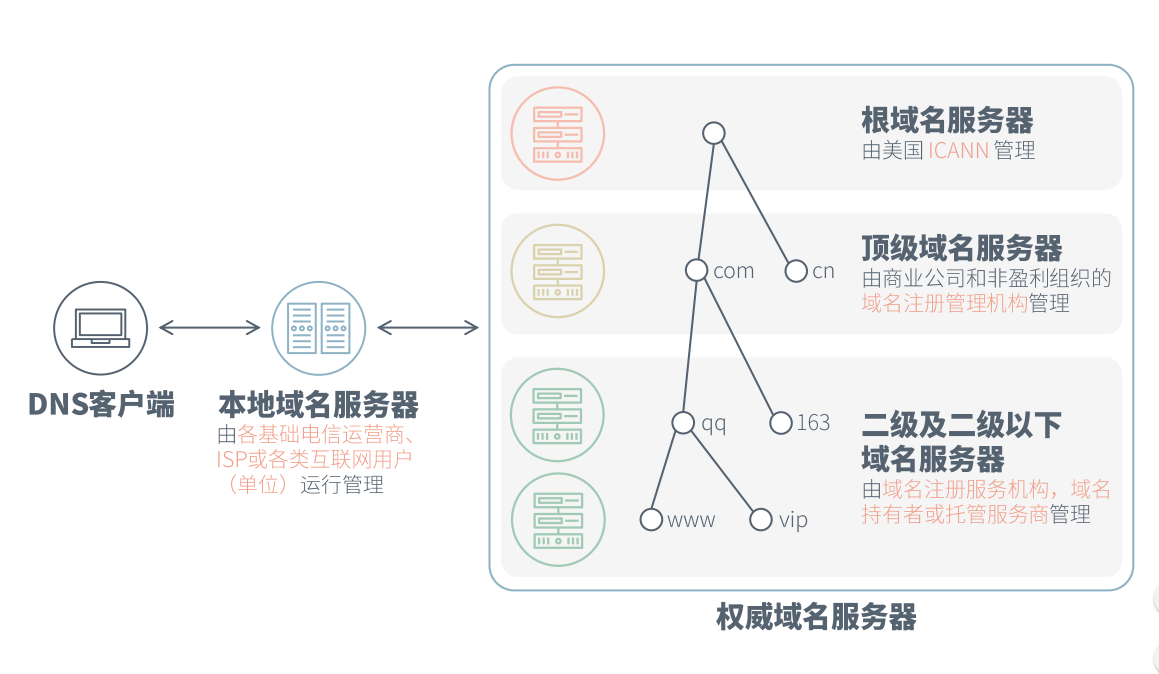 DNS客户端
本地域名服务器
由各基础电信运营商、
ISP或各类互联网用户
（单位）运行管理
根域名服务器
由美国 ICANN 管理
com
cn
顶级域名服务器
由商业公司和非盈利组织的
域名注册管理机构管理
qq
163
www
vip
二级及二级以下
域名服务器
由域名注册服务机构，域名
持有者或托管服务商管理
权威域名服务器